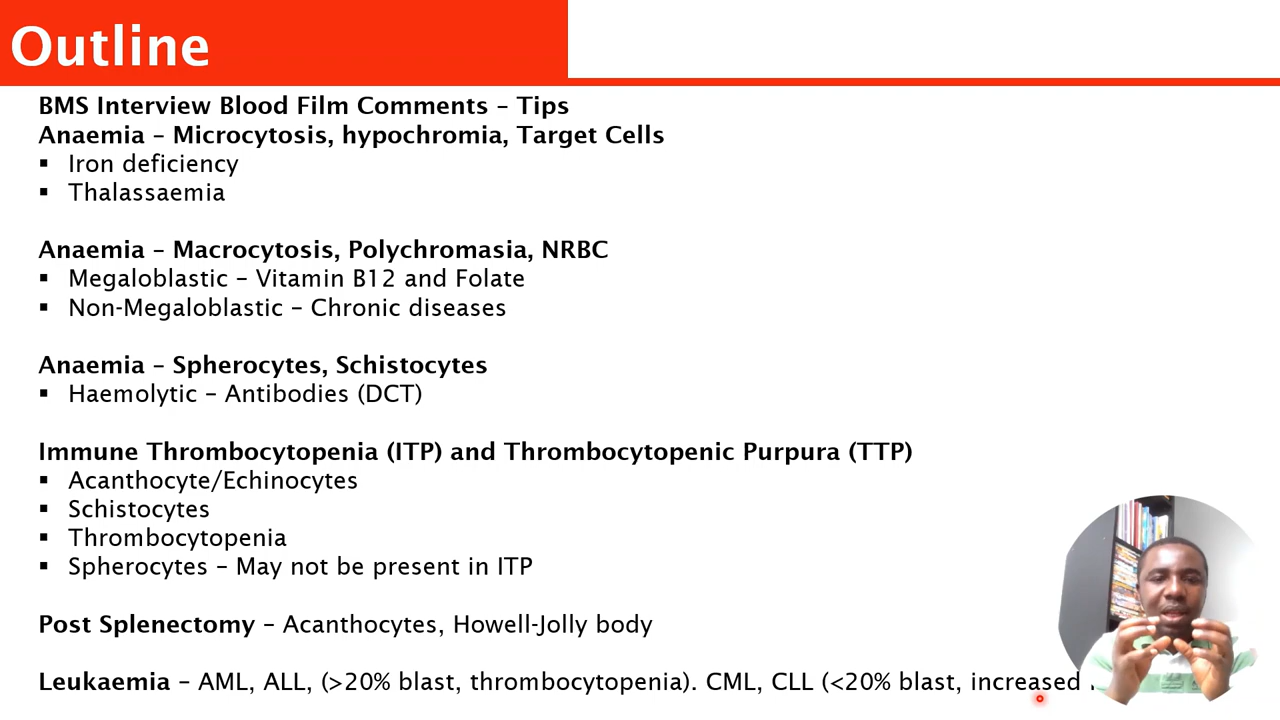 Outline
BMS Interview Blood Film Comments – Tips
Anaemia – Microcytosis, hypochromia, Target Cells
▪ Iron deficiency
▪ Thalassaemia
Anaemia – Macrocytosis, Polychromasia, NRBC
▪ Megaloblastic – Vitamin B12 and Folate
▪ Non-Megaloblastic – Chronic diseases
Anaemia – Spherocytes, Schistocytes
▪ Haemolytic – Antibodies (DCT)
Immune Thrombocytopenia (ITP) and Thrombocytopenic Purpura (TTP)
▪ Acanthocyte/Echinocytes
▪ Schistocytes
▪ Thrombocytopenia
▪ Spherocytes – May not be present in ITP
Post Splenectomy – Acanthocytes, Howell-Jolly body
Leukaemia – AML, ALL, (>20% blast, thrombocytopenia). CML, CLL (<20% blast, increased